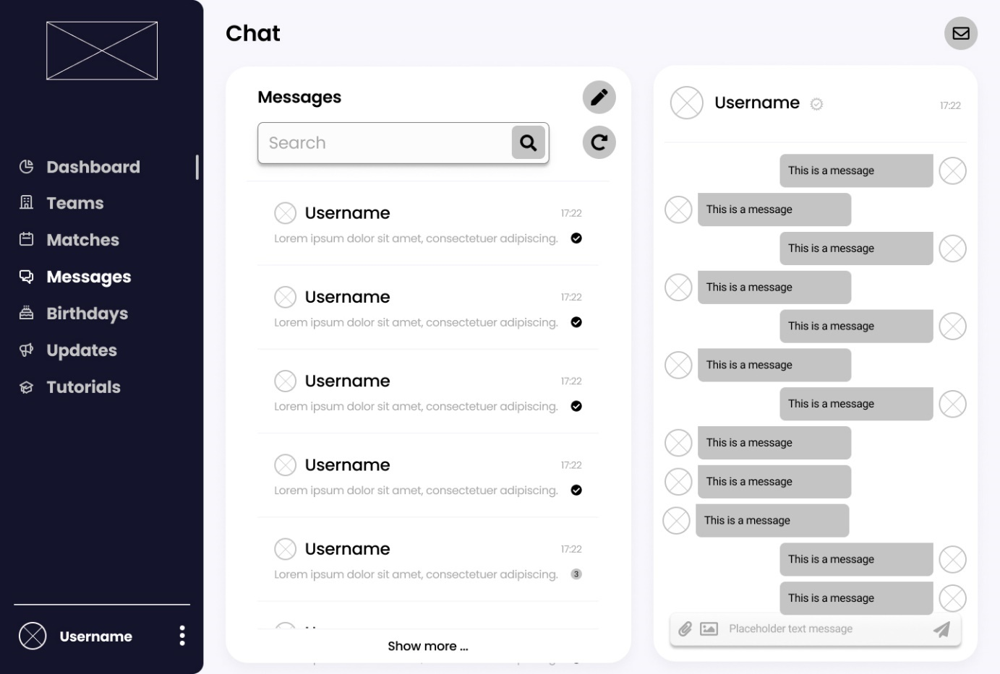 Chat
Dashboard
Teams
Matches
Messages
Birthdays
Updates
Tutorials
Username
Messages
Search
Username
17:22
Lorem ipsum dolor sit amet, consectetuer adipiscing.
Username
17:22
Lorem ipsum dolor sit amet, consectetuer adipiscing.
Username
17:22
Lorem ipsum dolor sit amet, consectetuer adipiscing.
Username
17:22
Lorem ipsum dolor sit amet, consectetuer adipiscing.
Username
17:22
Lorem ipsum dolor sit amet, consectetuer adipiscing.
3
Show more ...
Username
17:22
This is a message
This is a message
This is a message
This is a message
This is a message
This is a message
This is a message
This is a message
This is a message
This is a message
This is a message
This is a message
Placeholder text message